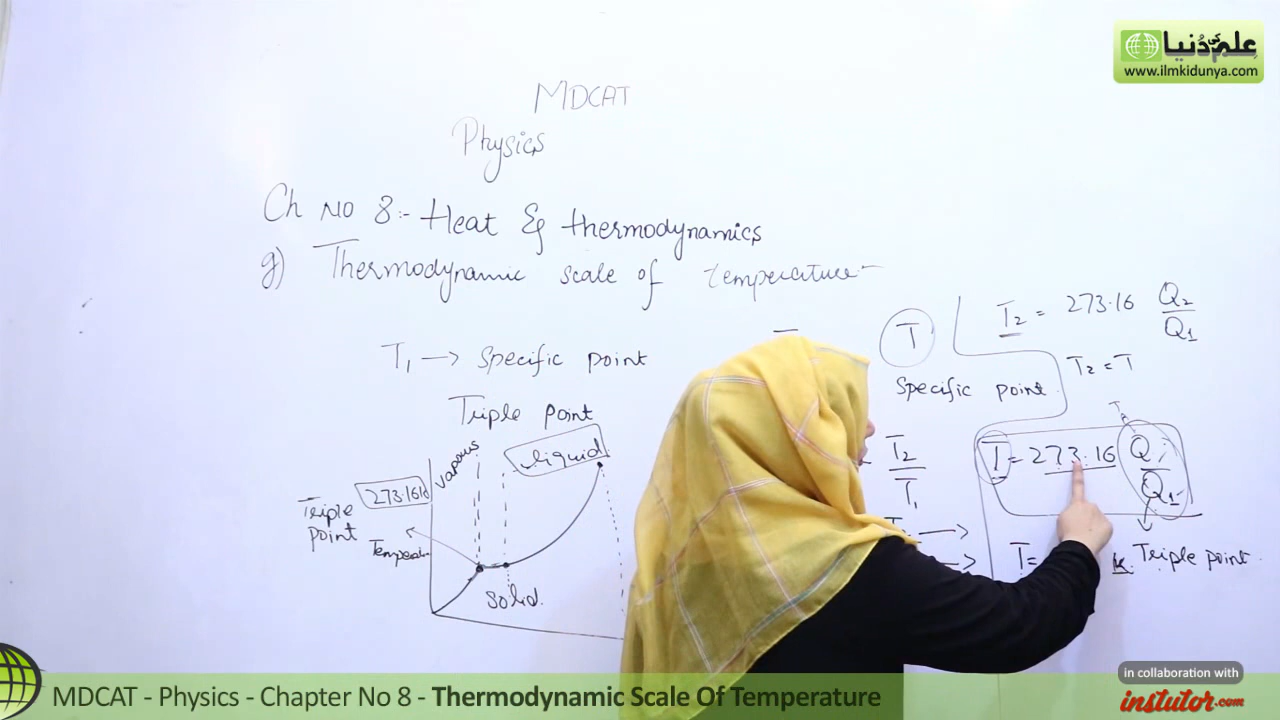 علم کی دُنیا
www.ilmkidunya.com
MDCAT
Physics
Ch No 8:- Heat & thermodynamics
g) Thermodynamic scale of temperature
T₁ → Specific point
Triple point
vapours
liquid
273.16k
Triple point
Temperat
Solid.
T
Specific point
T₂ = 273.16 Q₂/Q₁
T₂ = T
T₂/T₁
T = 273.16 Q/Q₁
T =
K Triple point
in collaboration with
instutor.com
MDCAT - Physics - Chapter No 8 - Thermodynamic Scale Of Temperature